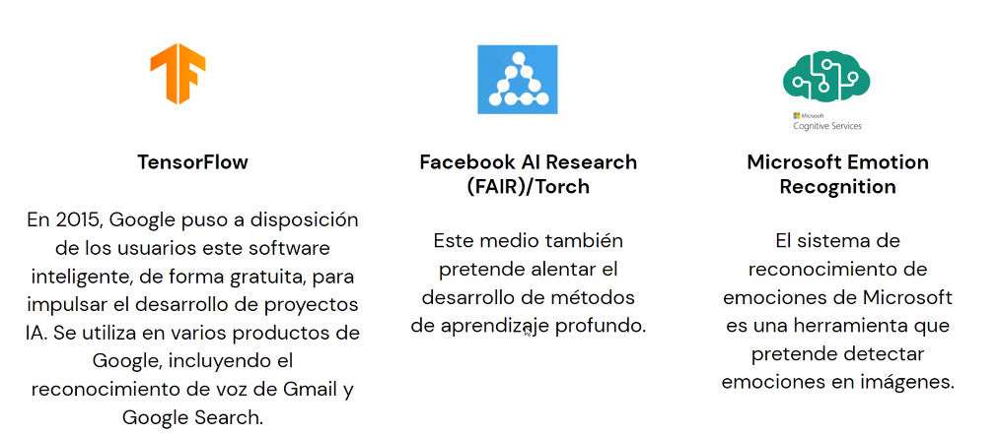 TF
Microsoft
Cognitive Services
TensorFlow
En 2015, Google puso a disposición
de los usuarios este software
inteligente, de forma gratuita, para
impulsar el desarrollo de proyectos
IA. Se utiliza en varios productos de
Google, incluyendo el
reconocimiento de voz de Gmail y
Google Search.
Facebook AI Research
(FAIR)/Torch
Este medio también
pretende alentar el
desarrollo de métodos
de aprendizaje profundo.
Microsoft Emotion
Recognition
El sistema de
reconocimiento de
emociones de Microsoft
es una herramienta que
pretende detectar
emociones en imágenes.